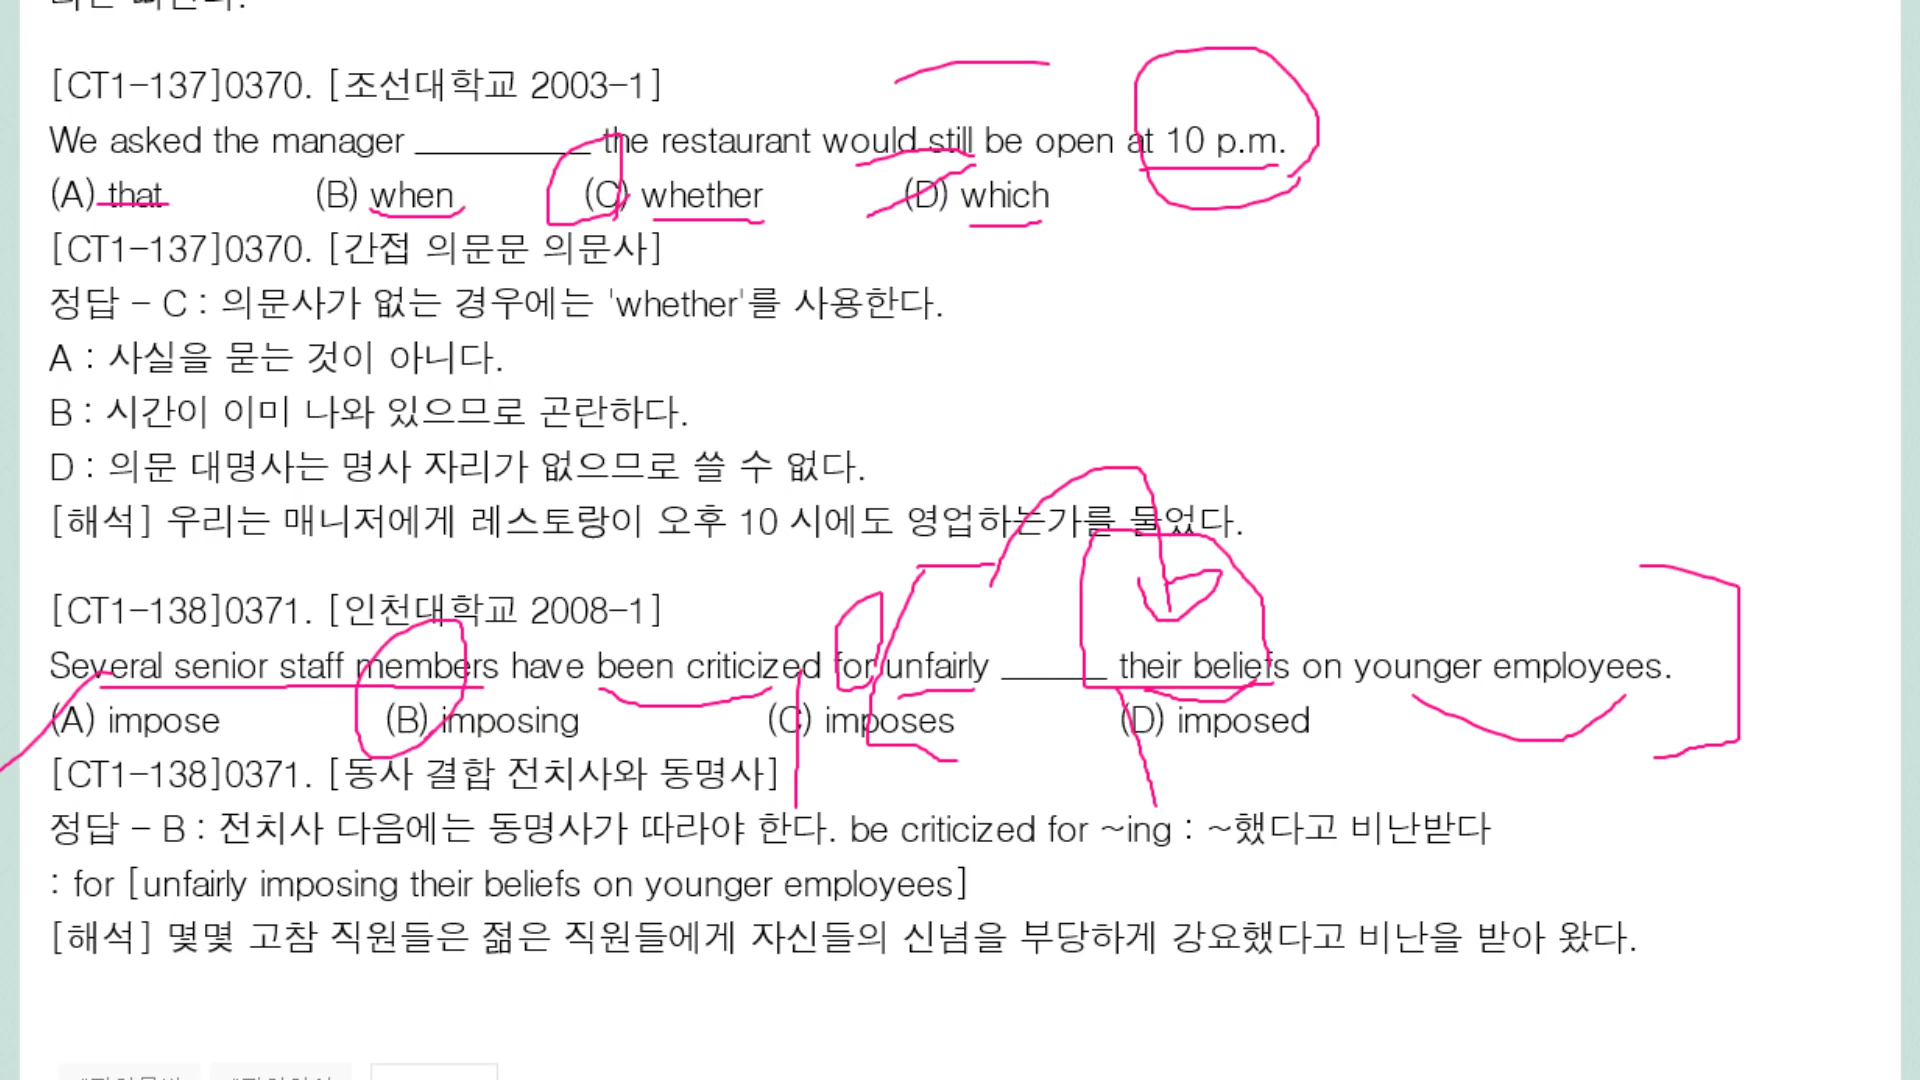 [CT1-137]0370. [조선대학교 2003-1]
We asked the manager __________ the restaurant would still be open at 10 p.m.
(A) that (B) when (C) whether (D) which
[CT1-137]0370. [간접 의문문 의문사]
정답 - C : 의문사가 없는 경우에는 'whether'를 사용한다.
A : 사실을 묻는 것이 아니다.
B : 시간이 이미 나와 있으므로 곤란하다.
D : 의문 대명사는 명사 자리가 없으므로 쓸 수 없다.
[해석] 우리는 매니저에게 레스토랑이 오후 10 시에도 영업하는가를 물었다.
[CT1-138]0371. [인천대학교 2008-1]
Several senior staff members have been criticized for unfairly ______ their beliefs on younger employees.
(A) impose (B) imposing (C) imposes (D) imposed
[CT1-138]0371. [동사 결합 전치사와 동명사]
정답 - B : 전치사 다음에는 동명사가 따라야 한다. be criticized for ~ing : ~했다고 비난받다
: for [unfairly imposing their beliefs on younger employees]
[해석] 몇몇 고참 직원들은 젊은 직원들에게 자신들의 신념을 부당하게 강요했다고 비난을 받아 왔다.